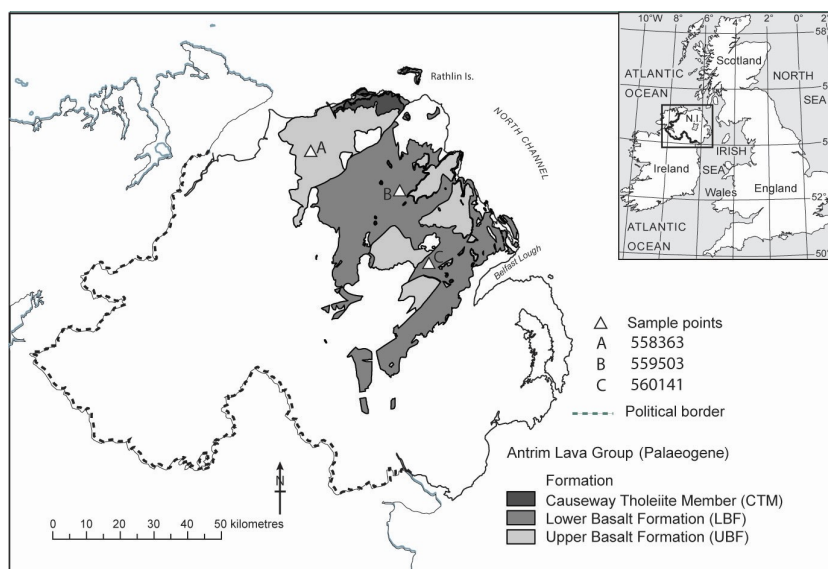 Rathlin Is.
NORTH CHANNEL
A
B
C
Belfast Lough
10°W 8° 6° 4° 2° 0° 2°
58°
Scotland
ATLANTIC
OCEAN
NORTH
SEA
N.I.
IRISH
SEA
Ireland
Wales
England
52°
ATLANTIC
OCEAN
50°
Sample points
A 558363
B 559503
C 560141
Political border
Antrim Lava Group (Palaeogene)
Formation
Causeway Tholeiite Member (CTM)
Lower Basalt Formation (LBF)
Upper Basalt Formation (UBF)
N
0 5 10 20 30 40 50 kilometres